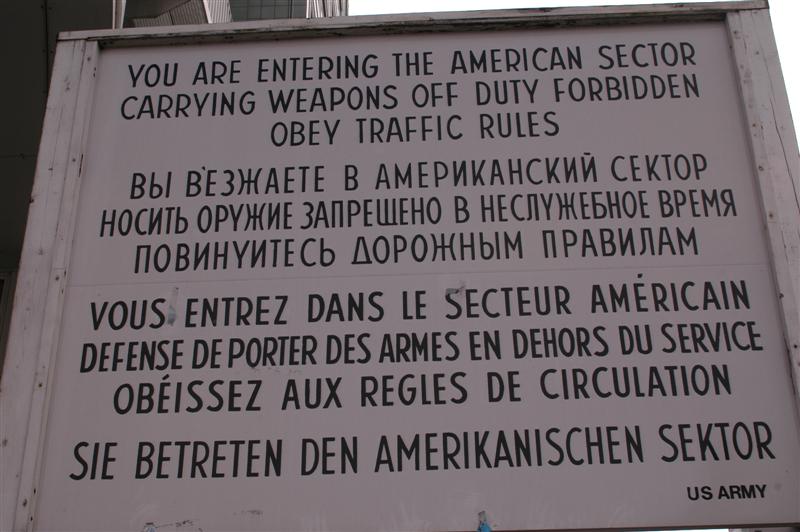 YOU ARE ENTERING THE AMERICAN SECTOR
CARRYING WEAPONS OFF DUTY FORBIDDEN
OBEY TRAFFIC RULES
ВЫ В'ЕЗЖАЕТЕ В АМЕРИКАНСКИЙ СЕКТОР
НОСИТЬ ОРУЖИЕ ЗАПРЕЩЕНО В НЕСЛУЖЕБНОЕ ВРЕМЯ
ПОВИНУИТЕСЬ ДОРОЖНЫМ ПРАВИЛАМ
VOUS ENTREZ DANS LE SECTEUR AMÉRICAIN
DEFENSE DE PORTER DES ARMES EN DEHORS DU SERVICE
OBÉISSEZ AUX REGLES DE CIRCULATION
SIE BETRETEN DEN AMERIKANISCHEN SEKTOR
US ARMY